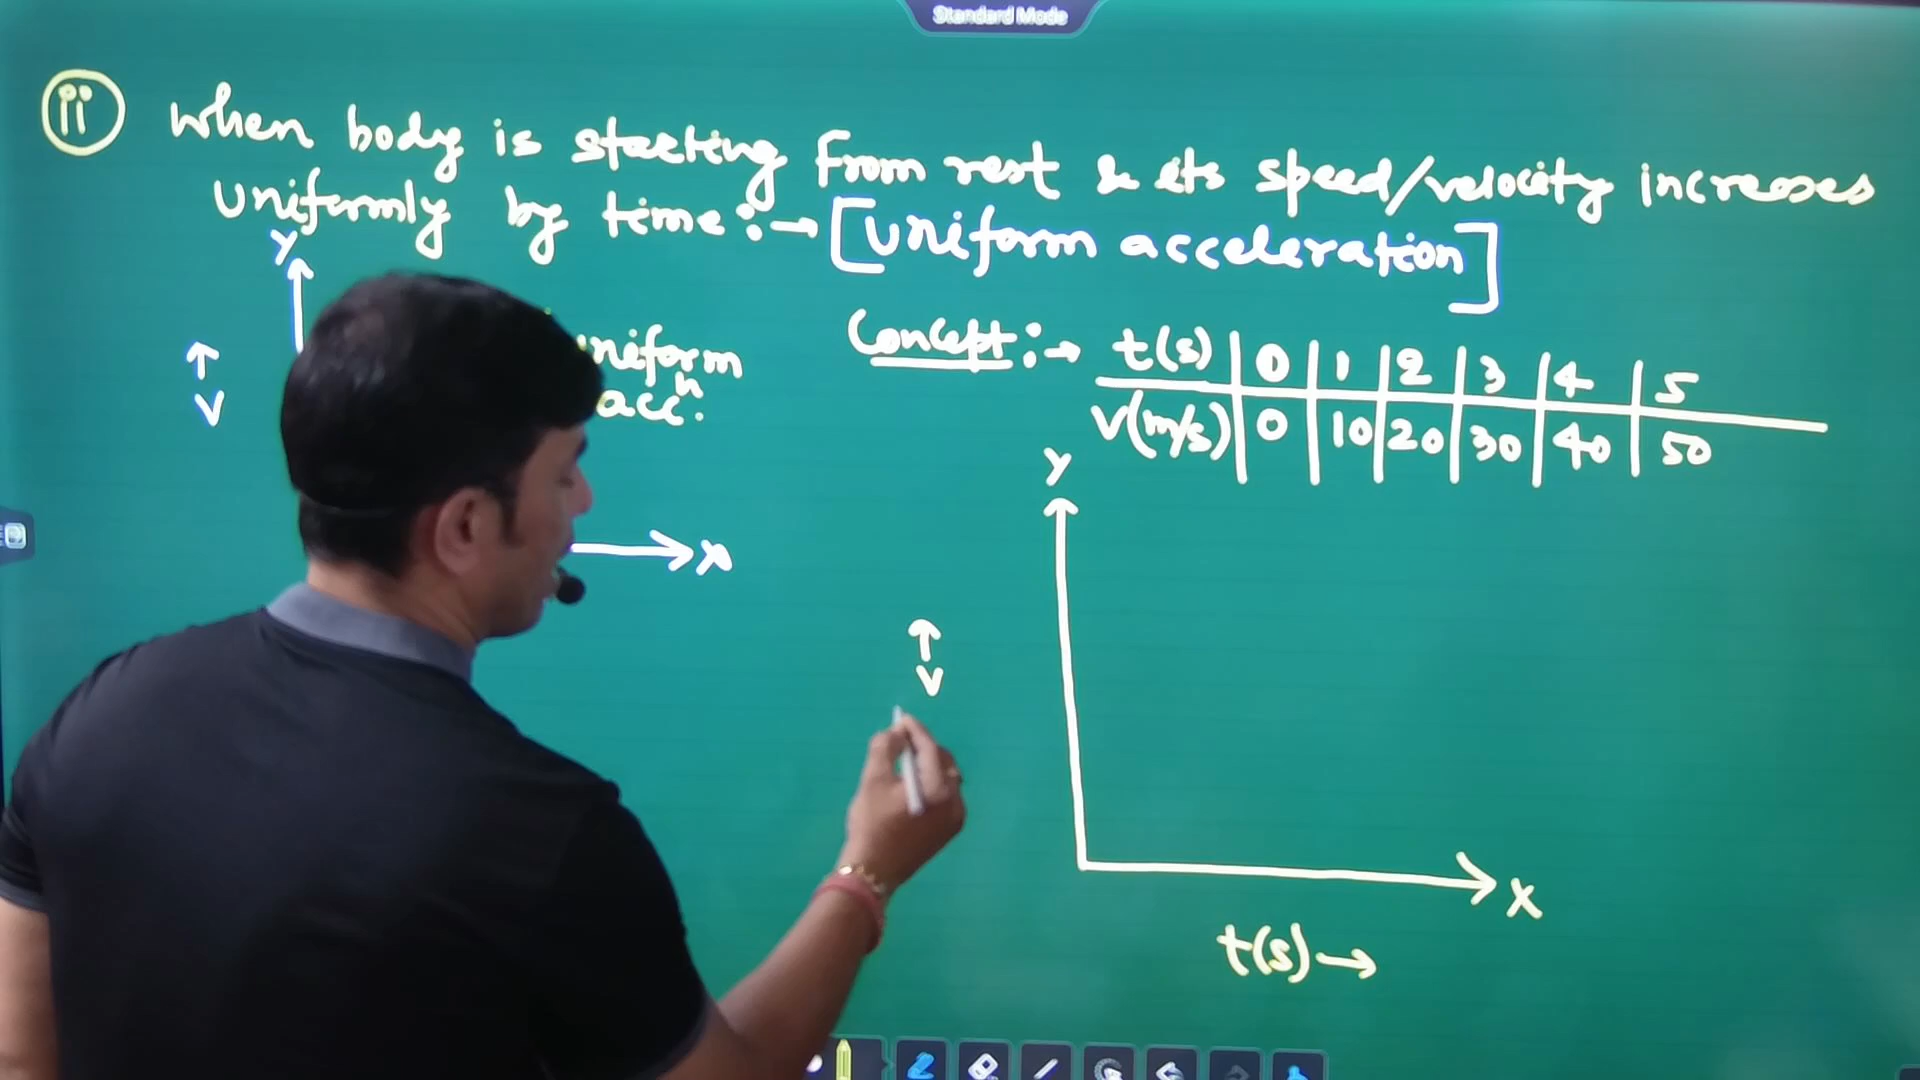 Standard Mode
ii When body is starting From rest & its speed/velocity increases
Uniformly by time :→ [Uniform acceleration]
Y
↑
V
niform
accⁿ:
X
Concept :→
t(s) | 0 | 1 | 2 | 3 | 4 | 5
V(m/s) | 0 | 10 | 20 | 30 | 40 | 50
Y
↑
V
X
t(s) →